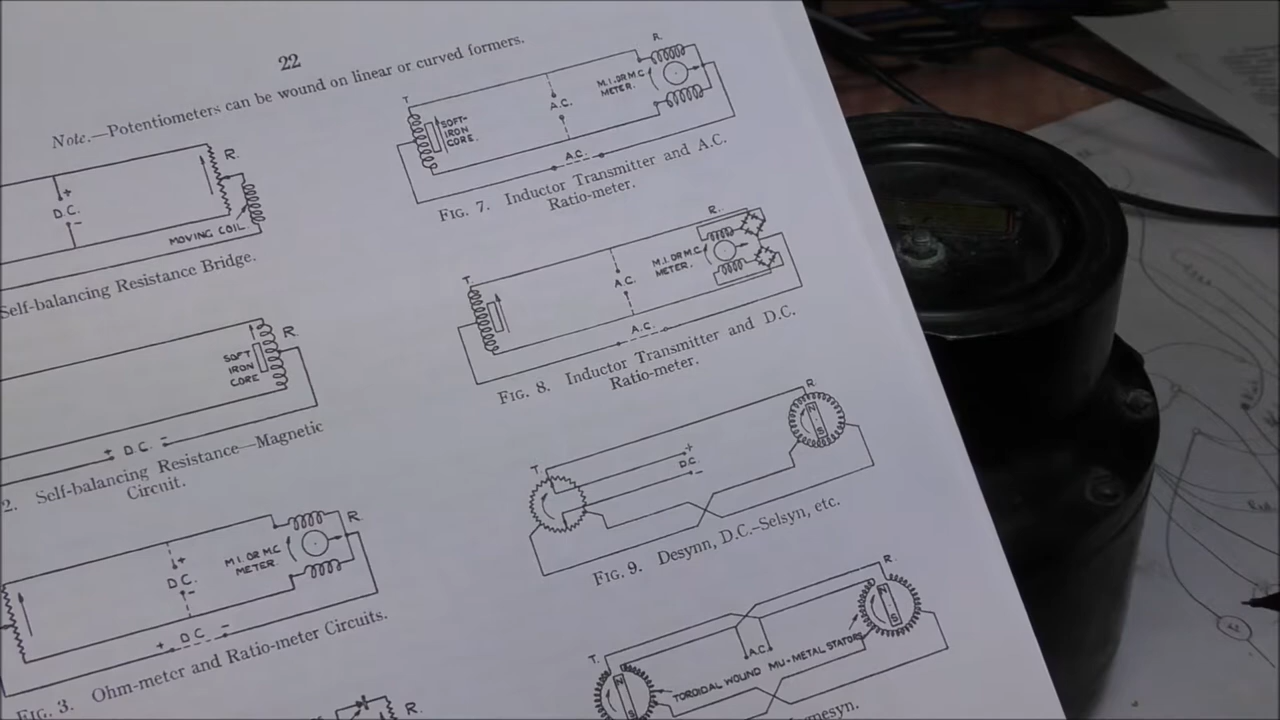 22
Note.—Potentiometers can be wound on linear or curved formers.
R.
+
D.C.
-
MOVING COIL
Self-balancing Resistance Bridge.
R.
SOFT
IRON
CORE
+ D.C. -
2. Self-balancing Resistance—Magnetic
Circuit.
R.
M.I. OR M.C.
METER.
+
D.C.
-
+ D.C. -
FIG. 3. Ohm-meter and Ratio-meter Circuits.
R.
T
SOFT-
IRON
CORE.
A.C.
R.
M.I. OR M.C
METER.
A.C.
FIG. 7. Inductor Transmitter and A.C.
Ratio-meter.
T
A.C.
R.
M.I. OR M.C
METER.
A.C.
FIG. 8. Inductor Transmitter and D.C.
Ratio-meter.
T.
+
D.C.
-
R.
N
S
FIG. 9. Desynn, D.C.-Selsyn, etc.
T.
N
S
A.C.
R.
N
S
TOROIDAL WOUND MU-METAL STATORS